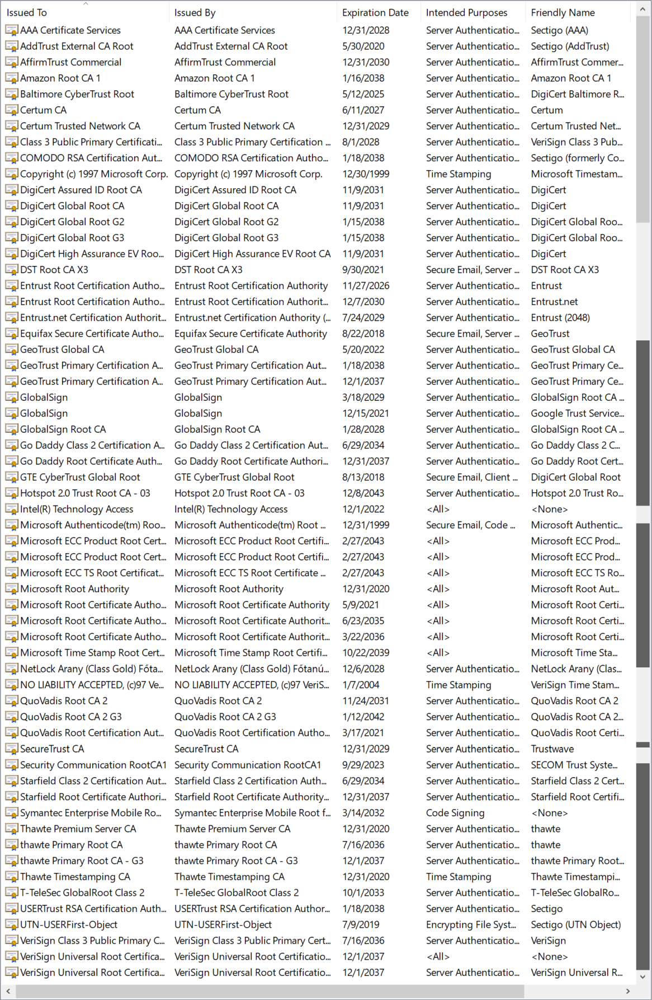 Issued To Issued By Expiration Date Intended Purposes Friendly Name
AAA Certificate Services AAA Certificate Services 12/31/2028 Server Authenticatio... Sectigo (AAA)
AddTrust External CA Root AddTrust External CA Root 5/30/2020 Server Authenticatio... Sectigo (AddTrust)
AffirmTrust Commercial AffirmTrust Commercial 12/31/2030 Server Authenticatio... AffirmTrust Commer...
Amazon Root CA 1 Amazon Root CA 1 1/16/2038 Server Authenticatio... Amazon Root CA 1
Baltimore CyberTrust Root Baltimore CyberTrust Root 5/12/2025 Server Authenticatio... DigiCert Baltimore R...
Certum CA Certum CA 6/11/2027 Server Authenticatio... Certum
Certum Trusted Network CA Certum Trusted Network CA 12/31/2029 Server Authenticatio... Certum Trusted Net...
Class 3 Public Primary Certificati... Class 3 Public Primary Certification ... 8/1/2028 Server Authenticatio... VeriSign Class 3 Pub...
COMODO RSA Certification Aut... COMODO RSA Certification Autho... 1/18/2038 Server Authenticatio... Sectigo (formerly Co...
Copyright (c) 1997 Microsoft Corp. Copyright (c) 1997 Microsoft Corp. 12/30/1999 Time Stamping Microsoft Timestam...
DigiCert Assured ID Root CA DigiCert Assured ID Root CA 11/9/2031 Server Authenticatio... DigiCert
DigiCert Global Root CA DigiCert Global Root CA 11/9/2031 Server Authenticatio... DigiCert
DigiCert Global Root G2 DigiCert Global Root G2 1/15/2038 Server Authenticatio... DigiCert Global Roo...
DigiCert Global Root G3 DigiCert Global Root G3 1/15/2038 Server Authenticatio... DigiCert Global Roo...
DigiCert High Assurance EV Roo... DigiCert High Assurance EV Root CA 11/9/2031 Server Authenticatio... DigiCert
DST Root CA X3 DST Root CA X3 9/30/2021 Secure Email, Server ... DST Root CA X3
Entrust Root Certification Autho... Entrust Root Certification Authority 11/27/2026 Server Authenticatio... Entrust
Entrust Root Certification Autho... Entrust Root Certification Authorit... 12/7/2030 Server Authenticatio... Entrust.net
Entrust.net Certification Authorit... Entrust.net Certification Authority (... 7/24/2029 Server Authenticatio... Entrust (2048)
Equifax Secure Certificate Autho... Equifax Secure Certificate Authority 8/22/2018 Secure Email, Server ... GeoTrust
GeoTrust Global CA GeoTrust Global CA 5/20/2022 Server Authenticatio... GeoTrust Global CA
GeoTrust Primary Certification A... GeoTrust Primary Certification Aut... 1/18/2038 Server Authenticatio... GeoTrust Primary Ce...
GeoTrust Primary Certification A... GeoTrust Primary Certification Aut... 12/1/2037 Server Authenticatio... GeoTrust Primary Ce...
GlobalSign GlobalSign 3/18/2029 Server Authenticatio... GlobalSign Root CA ...
GlobalSign GlobalSign 12/15/2021 Server Authenticatio... Google Trust Service...
GlobalSign Root CA GlobalSign Root CA 1/28/2028 Server Authenticatio... GlobalSign Root CA ...
Go Daddy Class 2 Certification A... Go Daddy Class 2 Certification Aut... 6/29/2034 Server Authenticatio... Go Daddy Class 2 C...
Go Daddy Root Certificate Auth... Go Daddy Root Certificate Authori... 12/31/2037 Server Authenticatio... Go Daddy Root Cert...
GTE CyberTrust Global Root GTE CyberTrust Global Root 8/13/2018 Secure Email, Client ... DigiCert Global Root
Hotspot 2.0 Trust Root CA - 03 Hotspot 2.0 Trust Root CA - 03 12/8/2043 Server Authenticatio... Hotspot 2.0 Trust Ro...
Intel(R) Technology Access Intel(R) Technology Access 12/1/2022 <All> <None>
Microsoft Authenticode(tm) Roo... Microsoft Authenticode(tm) Root ... 12/31/1999 Secure Email, Code ... Microsoft Authentic...
Microsoft ECC Product Root Cert... Microsoft ECC Product Root Certifi... 2/27/2043 <All> Microsoft ECC Prod...
Microsoft ECC Product Root Cert... Microsoft ECC Product Root Certifi... 2/27/2043 <All> Microsoft ECC Prod...
Microsoft ECC TS Root Certificat... Microsoft ECC TS Root Certificate ... 2/27/2043 <All> Microsoft ECC TS Ro...
Microsoft Root Authority Microsoft Root Authority 12/31/2020 <All> Microsoft Root Aut...
Microsoft Root Certificate Autho... Microsoft Root Certificate Authority 5/9/2021 <All> Microsoft Root Certi...
Microsoft Root Certificate Autho... Microsoft Root Certificate Authorit... 6/23/2035 <All> Microsoft Root Certi...
Microsoft Root Certificate Autho... Microsoft Root Certificate Authorit... 3/22/2036 <All> Microsoft Root Certi...
Microsoft Time Stamp Root Cert... Microsoft Time Stamp Root Certifi... 10/22/2039 <All> Microsoft Time Sta...
NetLock Arany (Class Gold) Főta... NetLock Arany (Class Gold) Főtanú... 12/6/2028 Server Authenticatio... NetLock Arany (Clas...
NO LIABILITY ACCEPTED, (c)97 Ve... NO LIABILITY ACCEPTED, (c)97 VeriS... 1/7/2004 Time Stamping VeriSign Time Stam...
QuoVadis Root CA 2 QuoVadis Root CA 2 11/24/2031 Server Authenticatio... QuoVadis Root CA 2
QuoVadis Root CA 2 G3 QuoVadis Root CA 2 G3 1/12/2042 Server Authenticatio... QuoVadis Root CA 2...
QuoVadis Root Certification Aut... QuoVadis Root Certification Autho... 3/17/2021 Server Authenticatio... QuoVadis Root Certi...
SecureTrust CA SecureTrust CA 12/31/2029 Server Authenticatio... Trustwave
Security Communication RootCA1 Security Communication RootCA1 9/29/2023 Server Authenticatio... SECOM Trust Syste...
Starfield Class 2 Certification Aut... Starfield Class 2 Certification Auth... 6/29/2034 Server Authenticatio... Starfield Class 2 Cert...
Starfield Root Certificate Authori... Starfield Root Certificate Authority... 12/31/2037 Server Authenticatio... Starfield Root Certifi...
Symantec Enterprise Mobile Ro... Symantec Enterprise Mobile Root f... 3/14/2032 Code Signing <None>
Thawte Premium Server CA Thawte Premium Server CA 12/31/2020 Server Authenticatio... thawte
thawte Primary Root CA thawte Primary Root CA 7/16/2036 Server Authenticatio... thawte
thawte Primary Root CA - G3 thawte Primary Root CA - G3 12/1/2037 Server Authenticatio... thawte Primary Root...
Thawte Timestamping CA Thawte Timestamping CA 12/31/2020 Time Stamping Thawte Timestampi...
T-TeleSec GlobalRoot Class 2 T-TeleSec GlobalRoot Class 2 10/1/2033 Server Authenticatio... T-TeleSec GlobalRo...
USERTrust RSA Certification Auth... USERTrust RSA Certification Author... 1/18/2038 Server Authenticatio... Sectigo
UTN-USERFirst-Object UTN-USERFirst-Object 7/9/2019 Encrypting File Syst... Sectigo (UTN Object)
VeriSign Class 3 Public Primary C... VeriSign Class 3 Public Primary Cert... 7/16/2036 Server Authenticatio... VeriSign
VeriSign Universal Root Certifica... VeriSign Universal Root Certificatio... 12/1/2037 <All> <None>
VeriSign Universal Root Certifica... VeriSign Universal Root Certificatio... 12/1/2037 Server Authenticatio... VeriSign Universal R...